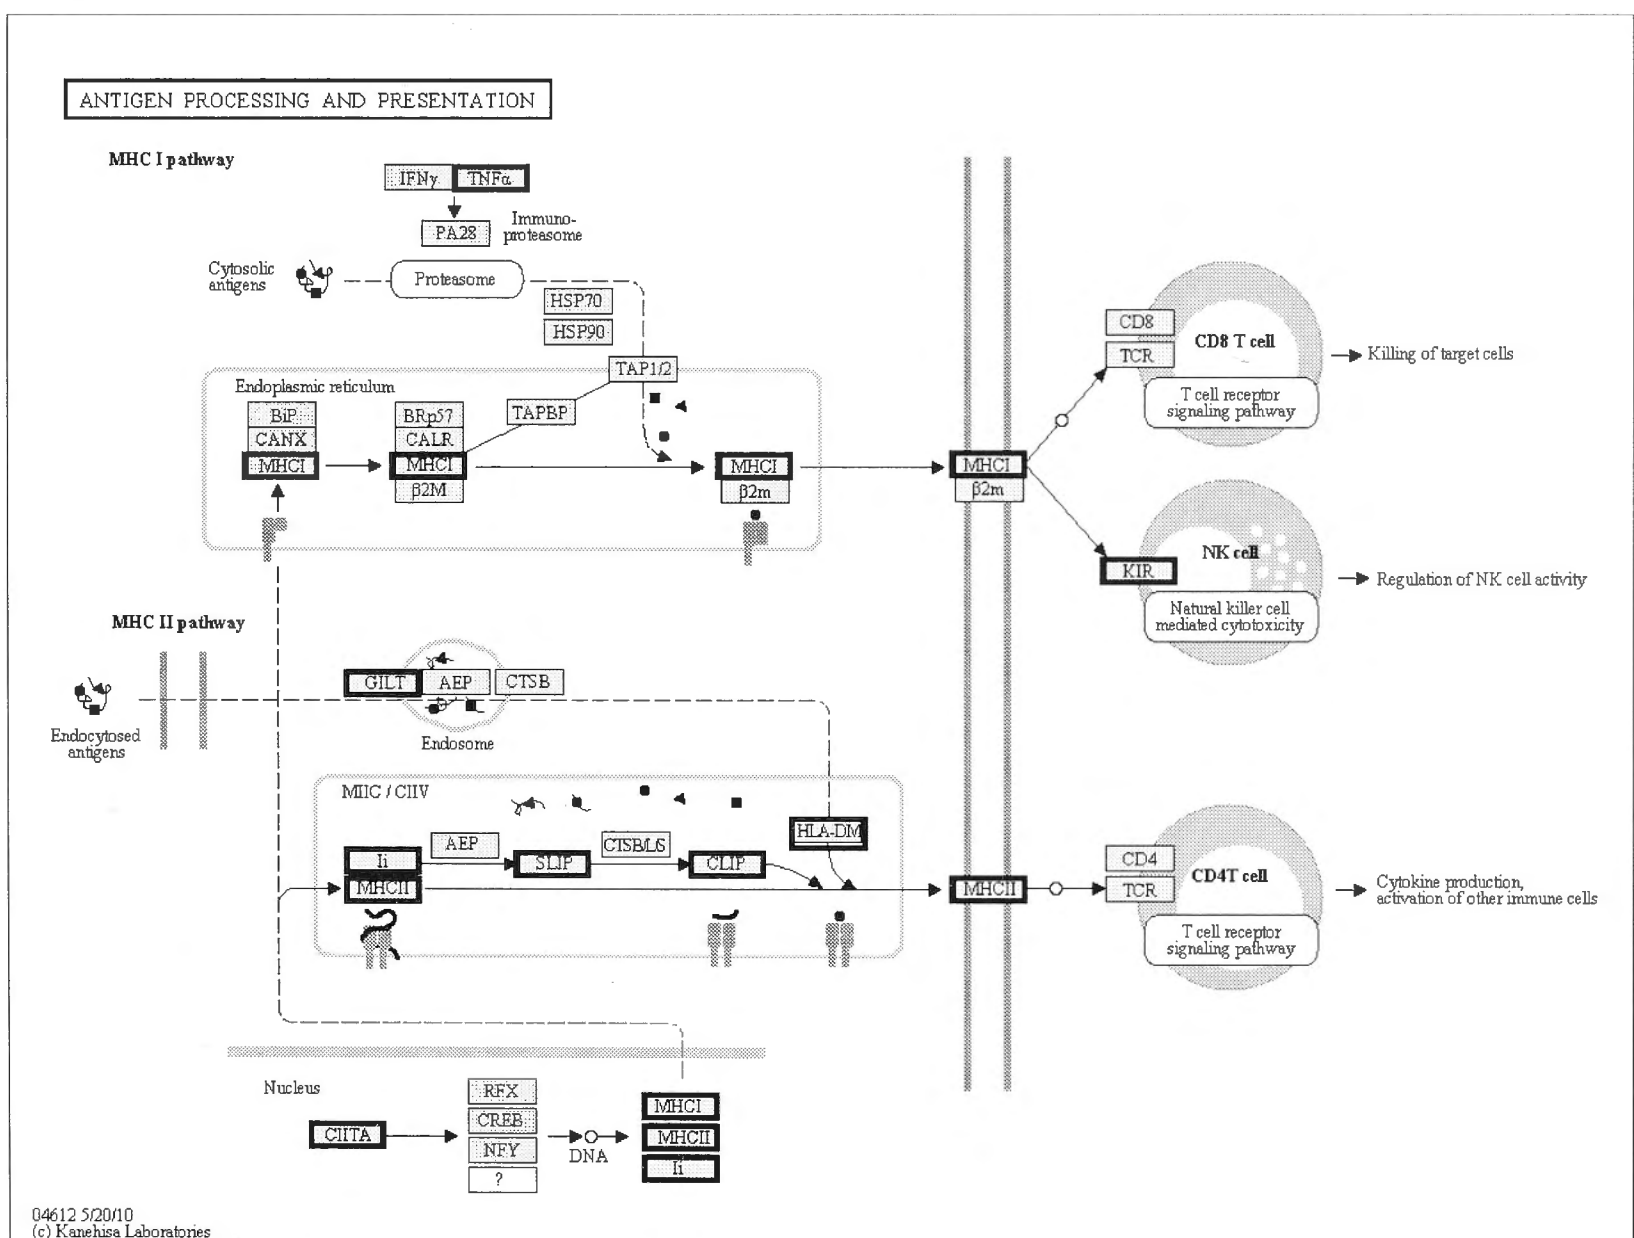 ANTIGEN PROCESSING AND PRESENTATION
MHC I pathway
IFNγ
TNFα
PA28
Immuno-
proteasome
Cytosolic
antigens
Proteasome
HSP70
HSP90
TAP1/2
Endoplasmic reticulum
BiP
CANX
MHCI
BRp57
CALR
MHCI
β2M
TAPBP
MHCI
β2m
MHCI
β2m
CD8
TCR
CD8 T cell
T cell receptor
signaling pathway
Killing of target cells
KIR
NK cell
Natural killer cell
mediated cytotoxicity
Regulation of NK cell activity
MHC II pathway
Endocytosed
antigens
GILT
AEP
CTSB
Endosome
MIIC / CIIV
Ii
MHCII
AEP
SLIP
CTSB/L/S
CLIP
HLA-DM
MHCII
CD4
TCR
CD4T cell
T cell receptor
signaling pathway
Cytokine production,
activation of other immune cells
Nucleus
CIITA
RFX
CREB
NFY
?
DNA
MHCI
MHCII
Ii
04612 5/20/10
(c) Kanehisa Laboratories